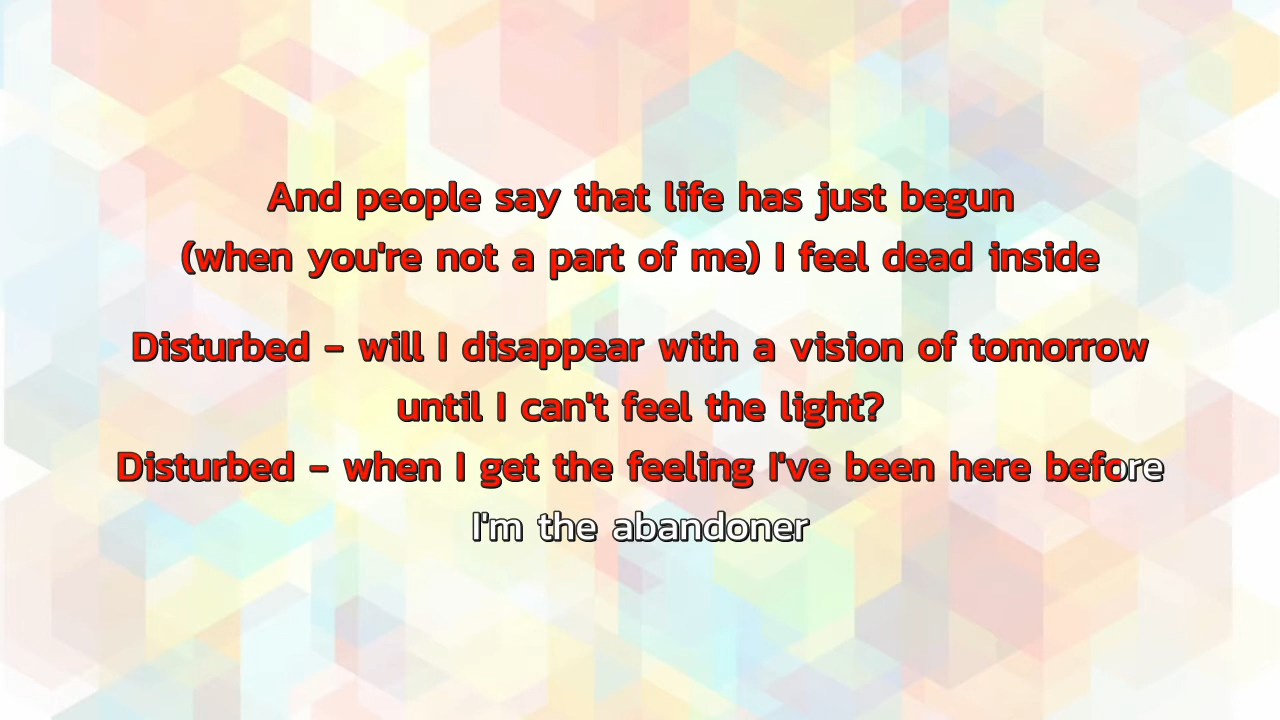 And people say that life has just begun
(when you're not a part of me) I feel dead inside
Disturbed – will I disappear with a vision of tomorrow
until I can't feel the light?
Disturbed – when I get the feeling I've been here before
I'm the abandoner